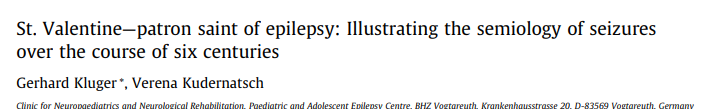 St. Valentine—patron saint of epilepsy: Illustrating the semiology of seizures
over the course of six centuries
Gerhard Kluger *, Verena Kudernatsch
Clinic for Neuropaediatrics and Neurological Rehabilitation, Paediatric and Adolescent Epilepsy Centre, BHZ Vogtareuth, Krankenhausstrasse 20, D-83569 Vogtareuth, Germany